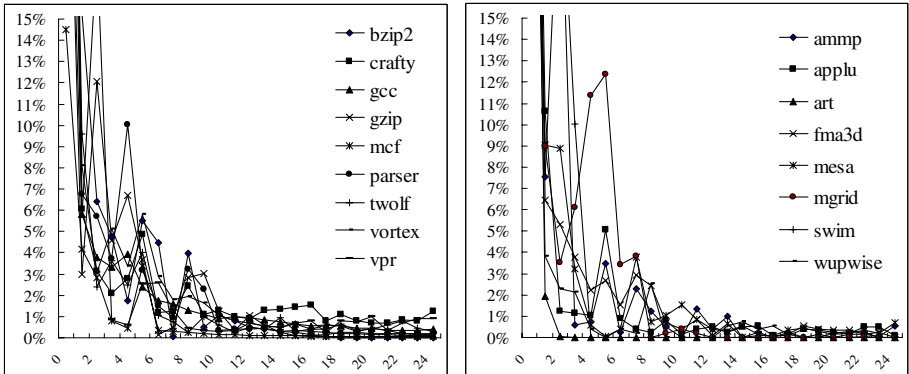 15%
14%
13%
12%
11%
10%
9%
8%
7%
6%
5%
4%
3%
2%
1%
0%
0 2 4 6 8 10 12 14 16 18 20 22 24
bzip2
crafty
gcc
gzip
mcf
parser
twolf
vortex
vpr
15%
14%
13%
12%
11%
10%
9%
8%
7%
6%
5%
4%
3%
2%
1%
0%
0 2 4 6 8 10 12 14 16 18 20 22 24
ammp
applu
art
fma3d
mesa
mgrid
swim
wupwise